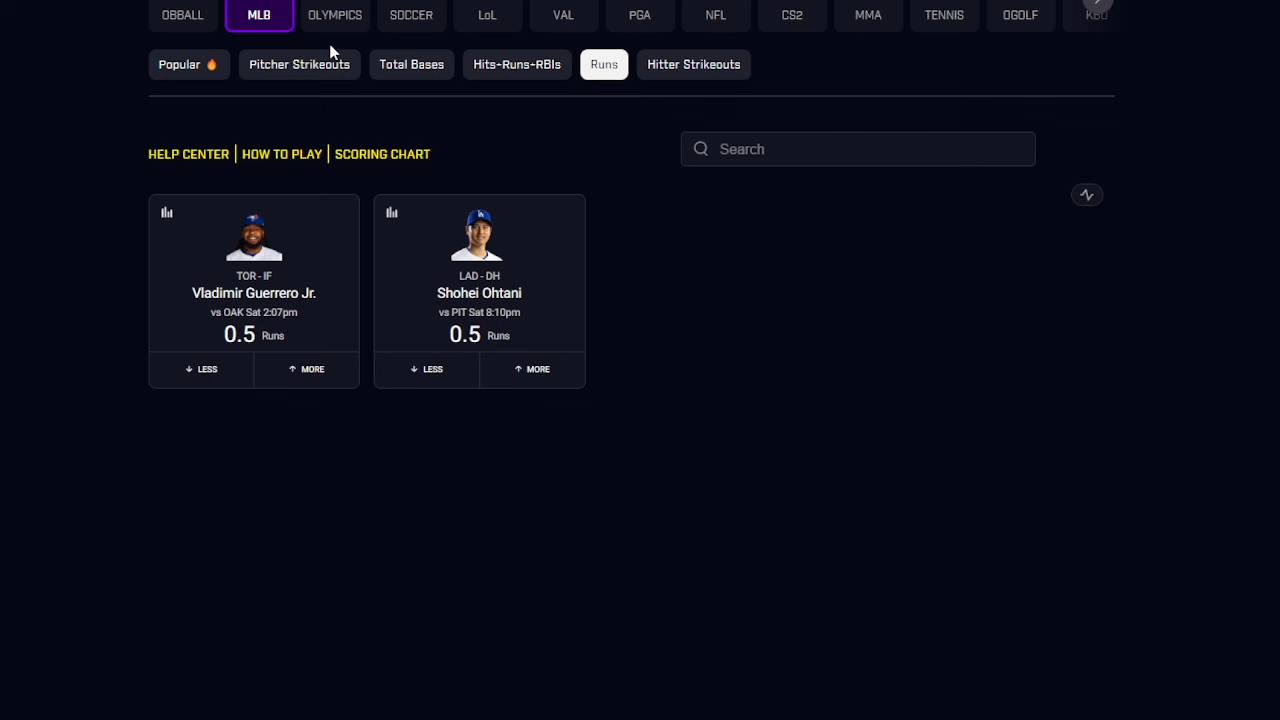 OBBALL MLB OLYMPICS SOCCER LoL VAL PGA NFL CS2 MMA TENNIS OGOLF KBO
Popular Pitcher Strikeouts Total Bases Hits+Runs+RBIs Runs Hitter Strikeouts
HELP CENTER HOW TO PLAY SCORING CHART
Search
TOR - IF
Vladimir Guerrero Jr.
vs OAK Sat 2:07pm
0.5 Runs
LESS MORE
LAD - DH
Shohei Ohtani
vs PIT Sat 8:10pm
0.5 Runs
LESS MORE